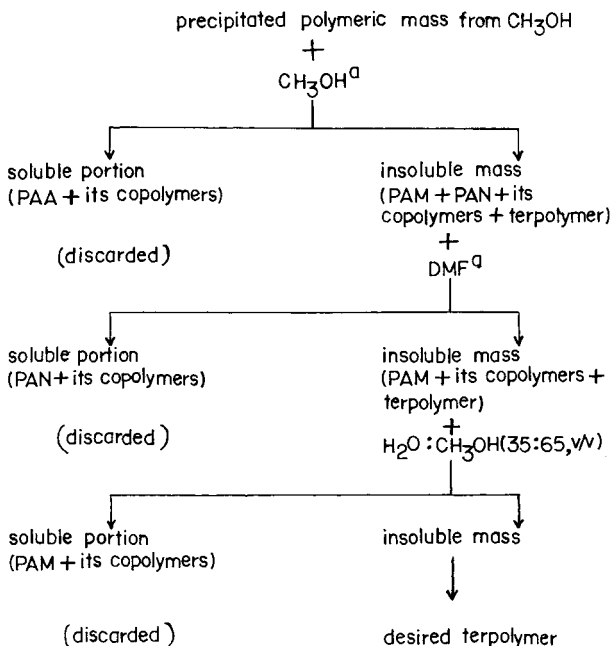 precipitated polymeric mass from CH3OH
+
CH3OHa
soluble portion
(PAA + its copolymers)
(discarded)
insoluble mass
(PAM + PAN + its
copolymers + terpolymer)
+
DMFa
soluble portion
(PAN + its copolymers)
(discarded)
insoluble mass
(PAM + its copolymers +
terpolymer)
+
H2O : CH3OH (35:65, v/v)
soluble portion
(PAM + its copolymers)
(discarded)
insoluble mass
desired terpolymer